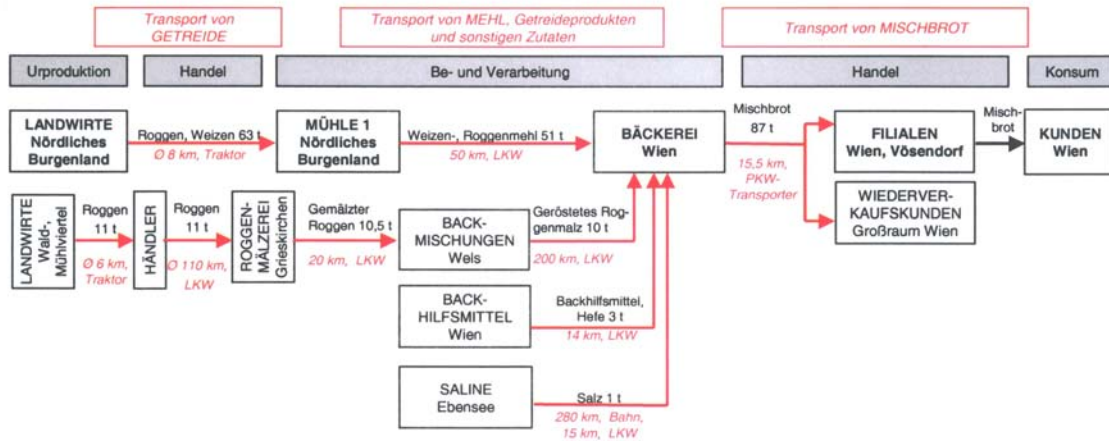 Transport von
GETREIDE
Transport von MEHL, Getreideprodukten
und sonstigen Zutaten
Transport von MISCHBROT
Urproduktion
Handel
Be- und Verarbeitung
Handel
Konsum
LANDWIRTE
Nördliches
Burgenland
Roggen, Weizen 63 t
Ø 8 km, Traktor
MÜHLE 1
Nördliches
Burgenland
Weizen-, Roggenmehl 51 t
50 km, LKW
BÄCKEREI
Wien
Mischbrot
87 t
15,5 km,
PKW-
Transporter
FILIALEN
Wien, Vösendorf
Misch-
brot
KUNDEN
Wien
WIEDERVER-
KAUFSKUNDEN
Großraum Wien
LANDWIRTE
Wald-,
Mühlviertel
Roggen
11 t
Ø 6 km,
Traktor
HÄNDLER
Roggen
11 t
Ø 110 km,
LKW
ROGGEN-
MÄLZEREI
Grieskirchen
Gemälzter
Roggen 10,5 t
20 km, LKW
BACK-
MISCHUNGEN
Wels
Geröstetes Rog-
genmalz 10 t
200 km, LKW
BACK-
HILFSMITTEL
Wien
Backhilfsmittel,
Hefe 3 t
14 km, LKW
SALINE
Ebensee
Salz 1 t
280 km, Bahn,
15 km, LKW